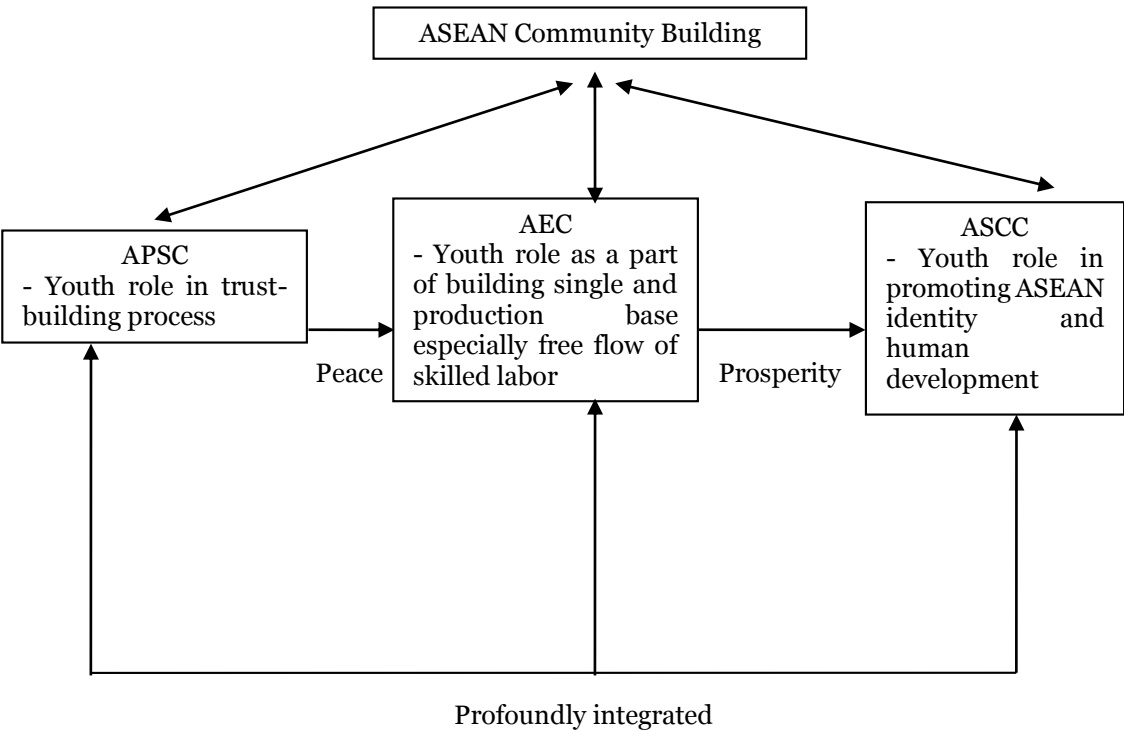 ASEAN Community Building
APSC
- Youth role in trust-
building process
AEC
- Youth role as a part
of building single and
production base
especially free flow of
skilled labor
ASCC
- Youth role in
promoting ASEAN
identity and
human
development
Peace
Prosperity
Profoundly integrated